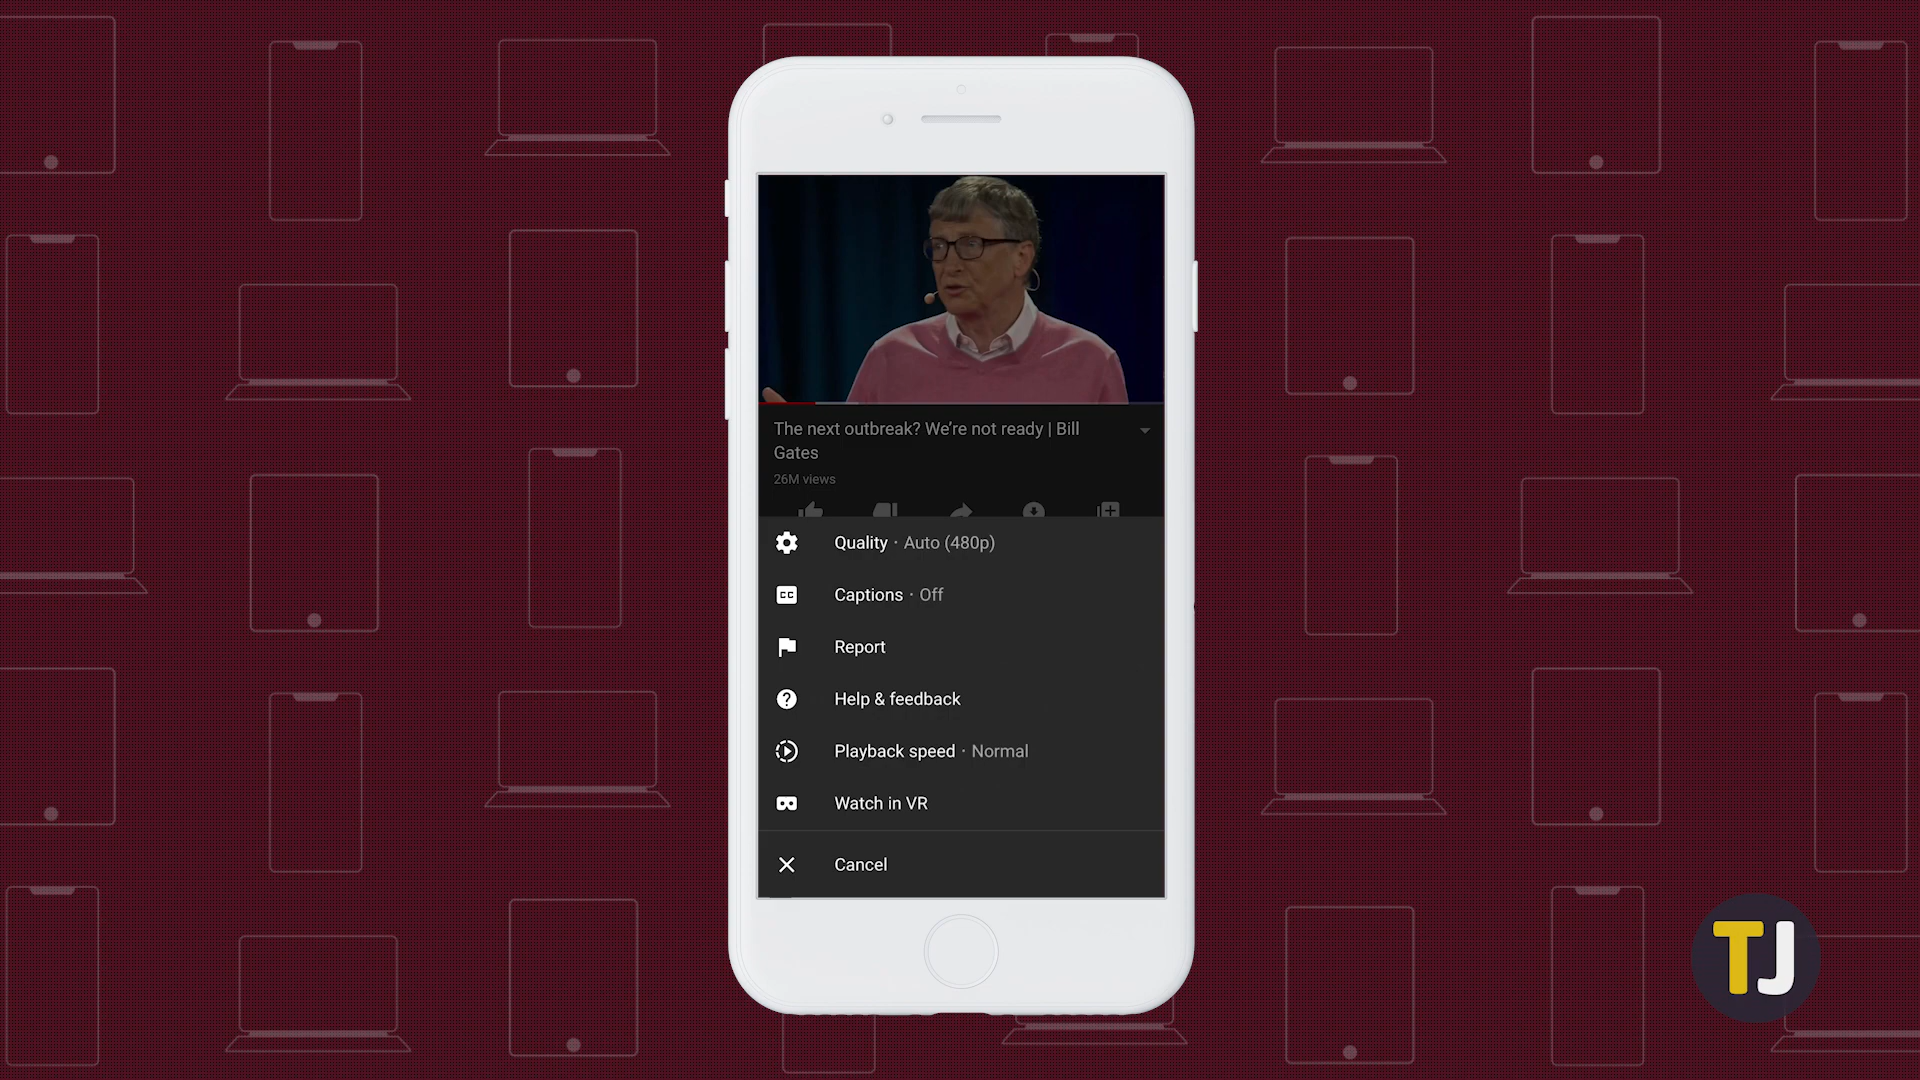 The next outbreak? We're not ready | Bill
Gates
26M views
Quality · Auto (480p)
CC Captions · Off
Report
? Help & feedback
Playback speed · Normal
Watch in VR
Cancel
TJ